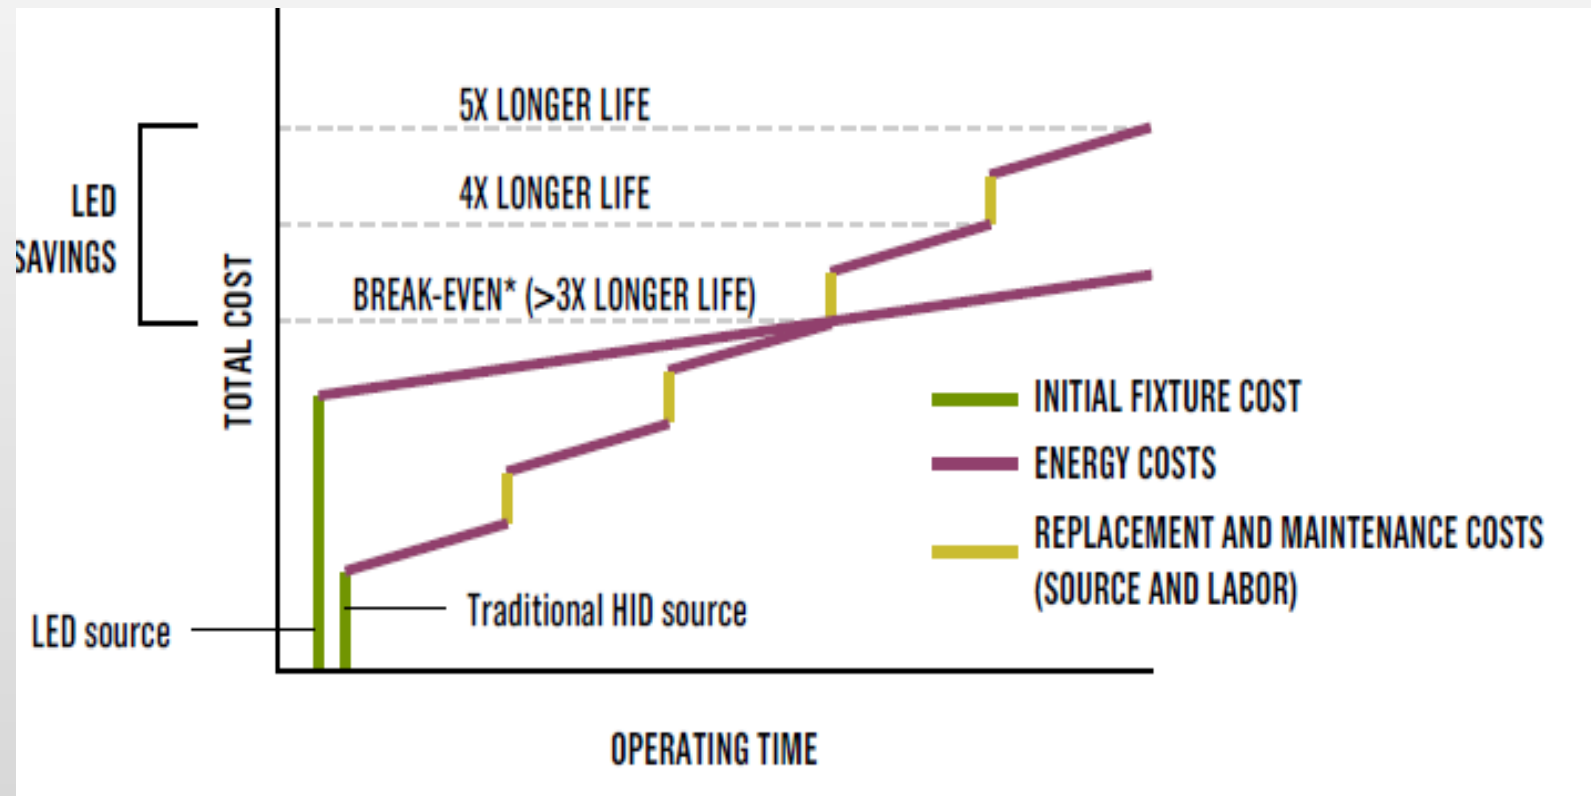 5X LONGER LIFE
4X LONGER LIFE
LED
SAVINGS
BREAK-EVEN* (>3X LONGER LIFE)
TOTAL COST
INITIAL FIXTURE COST
ENERGY COSTS
REPLACEMENT AND MAINTENANCE COSTS
(SOURCE AND LABOR)
Traditional HID source
LED source
OPERATING TIME